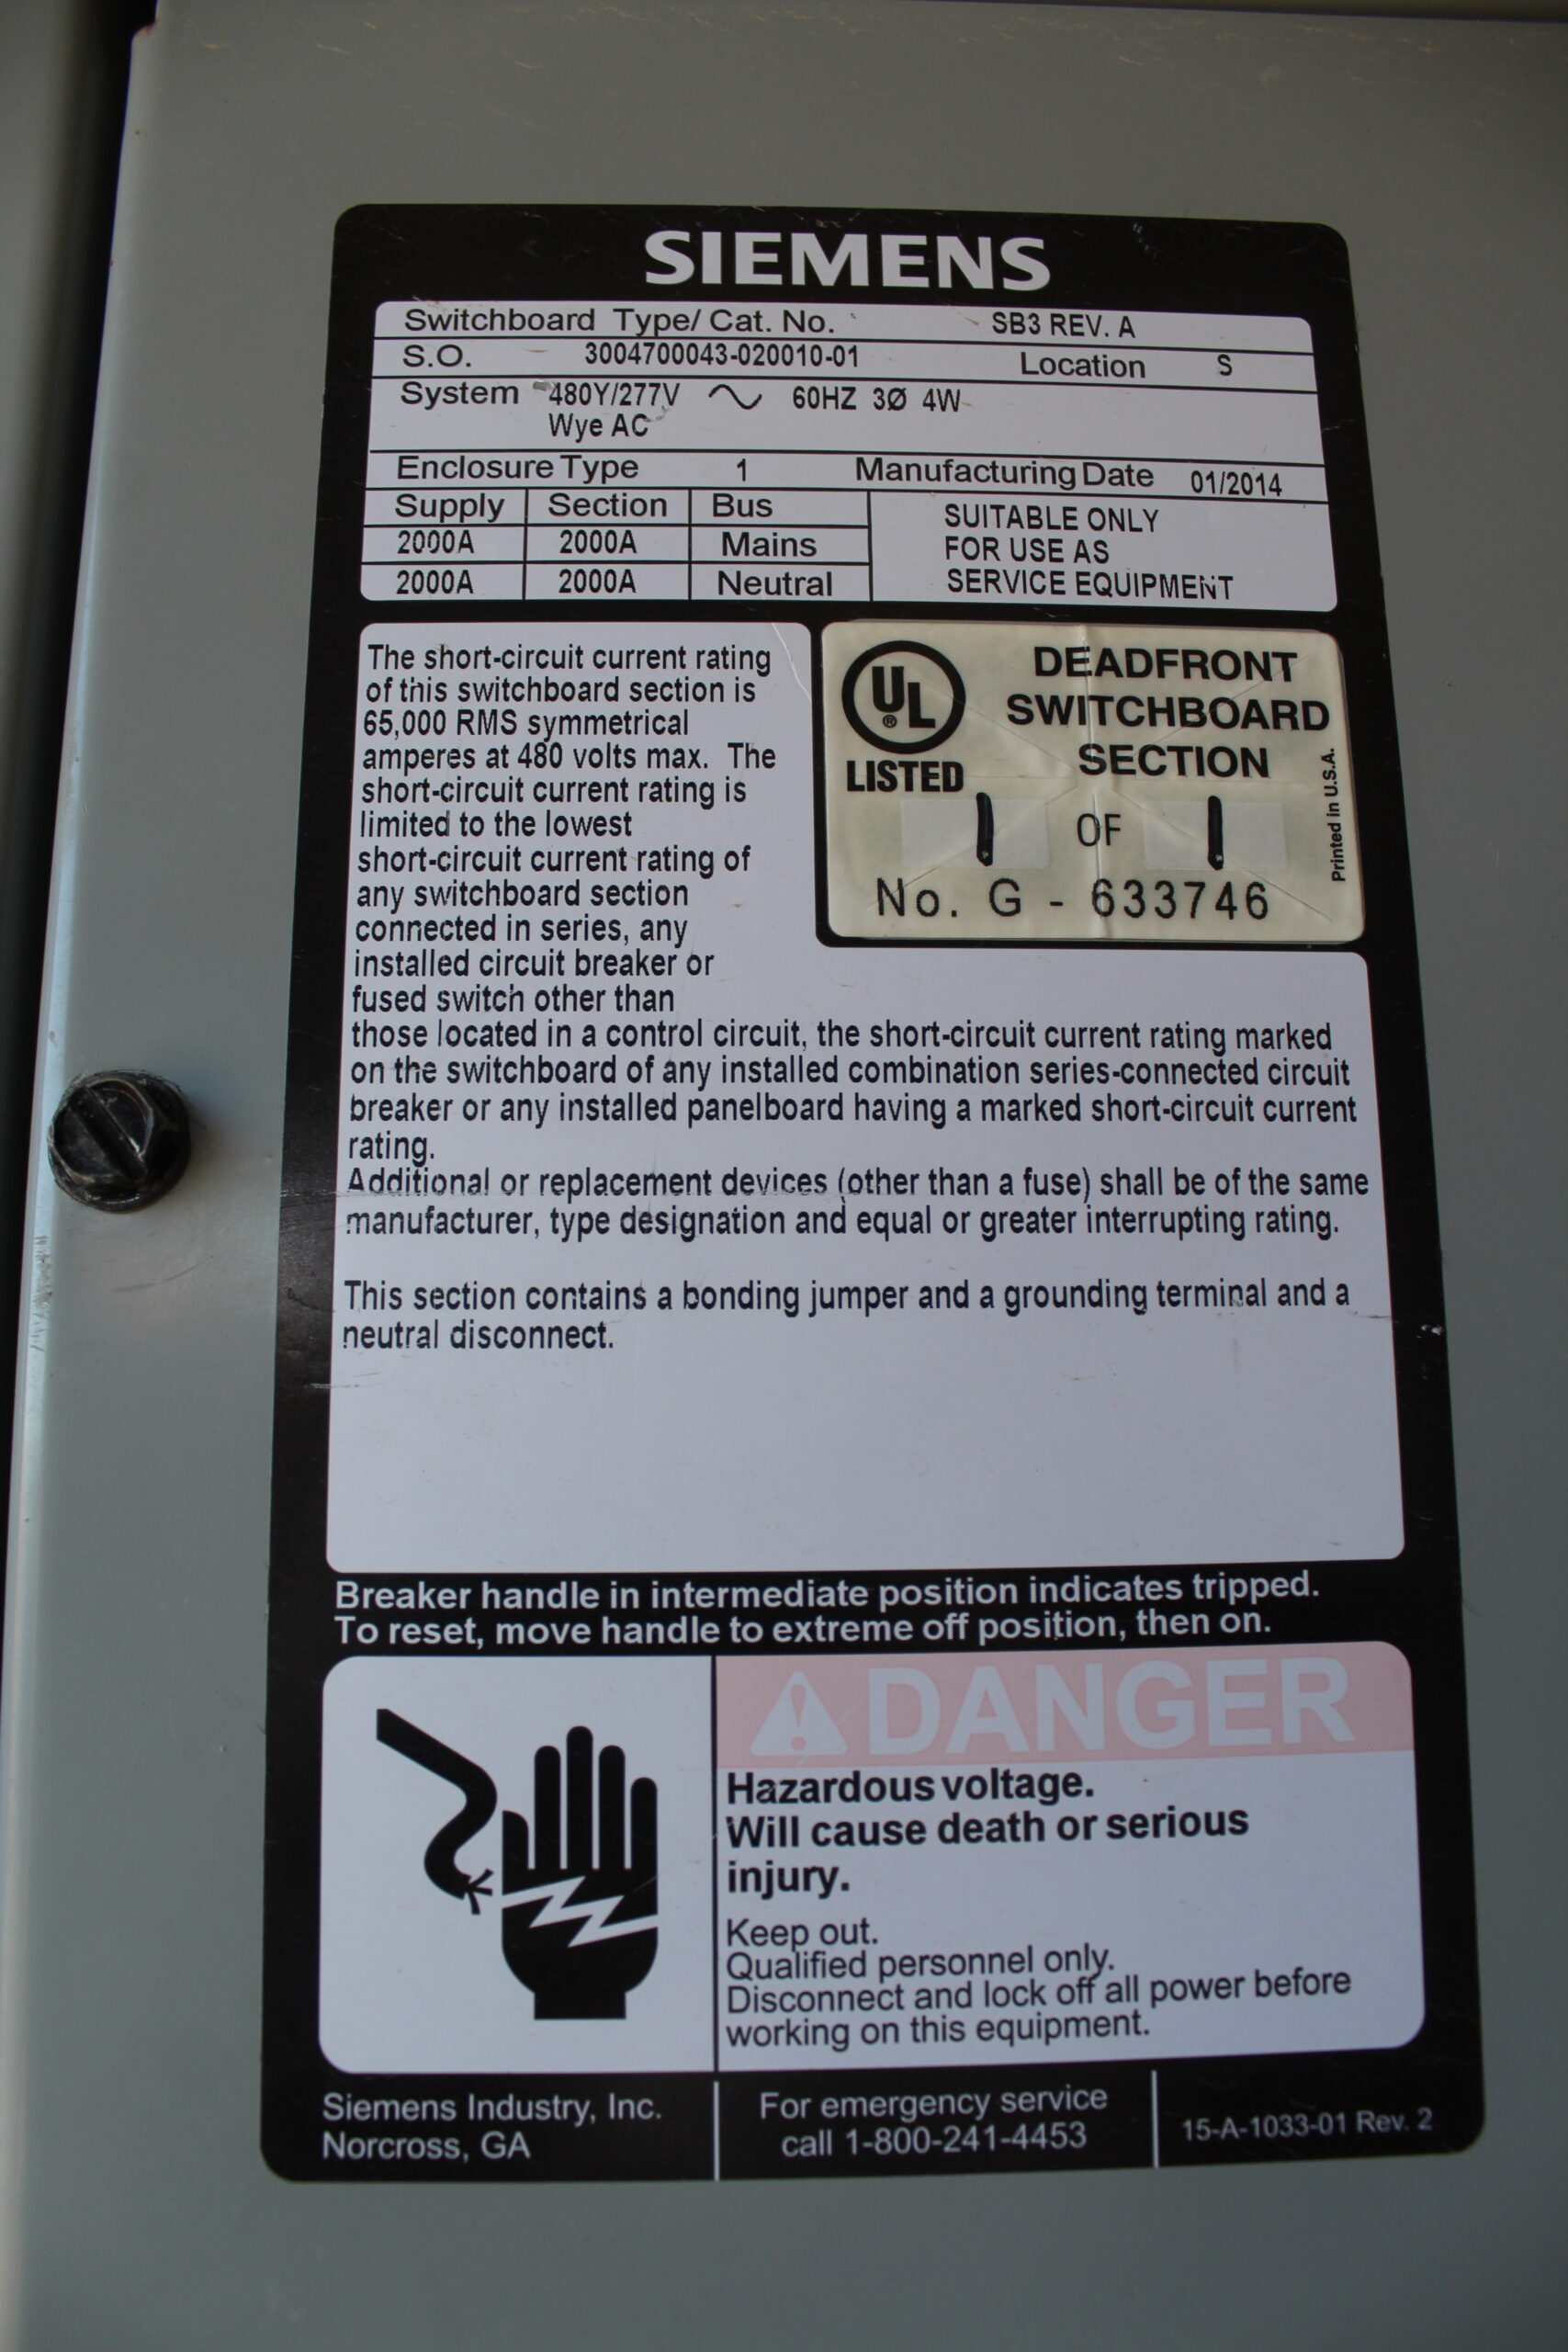 SIEMENS
Switchboard Type/ Cat. No. SB3 REV. A
S.O. 3004700043-020010-01 Location S
System 480Y/277V 60HZ 3Ø 4W
Wye AC
Enclosure Type 1 Manufacturing Date 01/2014
Supply Section Bus
2000A 2000A Mains
2000A 2000A Neutral
SUITABLE ONLY
FOR USE AS
SERVICE EQUIPMENT
The short-circuit current rating
of this switchboard section is
65,000 RMS symmetrical
amperes at 480 volts max. The
short-circuit current rating is
limited to the lowest
short-circuit current rating of
any switchboard section
connected in series, any
installed circuit breaker or
fused switch other than
those located in a control circuit, the short-circuit current rating marked
on the switchboard of any installed combination series-connected circuit
breaker or any installed panelboard having a marked short-circuit current
rating.
Additional or replacement devices (other than a fuse) shall be of the same
manufacturer, type designation and equal or greater interrupting rating.
This section contains a bonding jumper and a grounding terminal and a
neutral disconnect.
UL ®
LISTED
DEADFRONT
SWITCHBOARD
SECTION
1 OF 1
No. G - 633746
Printed in U.S.A.
Breaker handle in intermediate position indicates tripped.
To reset, move handle to extreme off position, then on.
DANGER
Hazardous voltage.
Will cause death or serious
injury.
Keep out.
Qualified personnel only.
Disconnect and lock off all power before
working on this equipment.
Siemens Industry, Inc.
Norcross, GA
For emergency service
call 1-800-241-4453
15-A-1033-01 Rev. 2